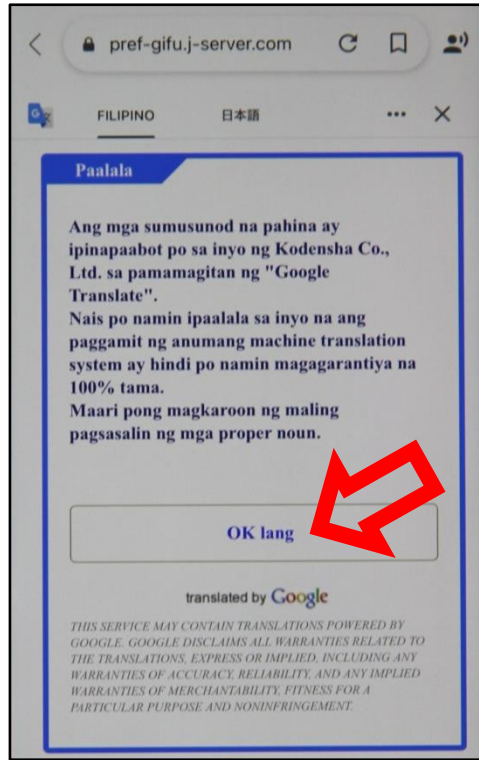 pref-gifu.j-server.com
FILIPINO 日本語
Paalala
Ang mga sumusunod na pahina ay
ipinapaabot po sa inyo ng Kodensha Co.,
Ltd. sa pamamagitan ng "Google
Translate".
Nais po namin ipaalala sa inyo na ang
paggamit ng anumang machine translation
system ay hindi po namin magagarantiya na
100% tama.
Maari pong magkaroon ng maling
pagsasalin ng mga proper noun.
OK lang
translated by Google
THIS SERVICE MAY CONTAIN TRANSLATIONS POWERED BY
GOOGLE. GOOGLE DISCLAIMS ALL WARRANTIES RELATED TO
THE TRANSLATIONS, EXPRESS OR IMPLIED, INCLUDING ANY
WARRANTIES OF ACCURACY, RELIABILITY, AND ANY IMPLIED
WARRANTIES OF MERCHANTABILITY, FITNESS FOR A
PARTICULAR PURPOSE AND NONINFRINGEMENT.